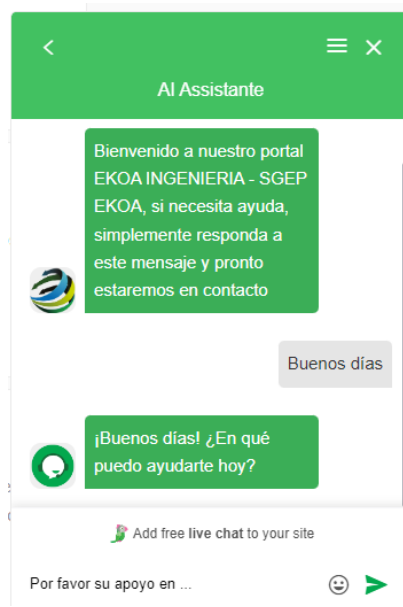 AI Assistante
Bienvenido a nuestro portal
EKOA INGENIERIA - SGEP
EKOA, si necesita ayuda,
simplemente responda a
este mensaje y pronto
estaremos en contacto
Buenos días
¡Buenos días! ¿En qué
puedo ayudarte hoy?
Add free live chat to your site
Por favor su apoyo en ...